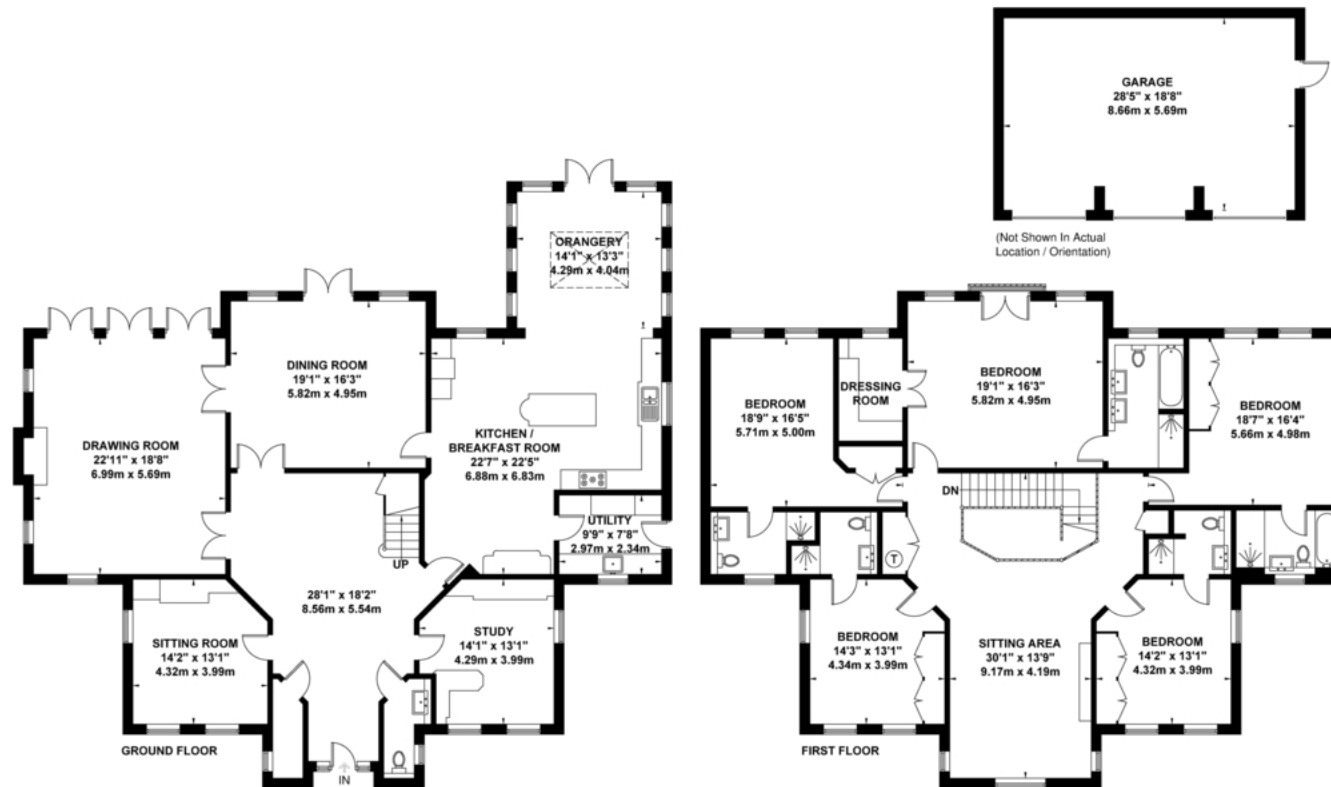 GARAGE
28'5" x 18'8"
8.66m x 5.69m
(Not Shown In Actual
Location / Orientation)
ORANGERY
14'1" x 13'3"
4.29m x 4.04m
DINING ROOM
19'1" x 16'3"
5.82m x 4.95m
DRAWING ROOM
22'11" x 18'8"
6.99m x 5.69m
KITCHEN /
BREAKFAST ROOM
22'7" x 22'5"
6.88m x 6.83m
UTILITY
9'9" x 7'8"
2.97m x 2.34m
UP
28'1" x 18'2"
8.56m x 5.54m
SITTING ROOM
14'2" x 13'1"
4.32m x 3.99m
STUDY
14'1" x 13'1"
4.29m x 3.99m
GROUND FLOOR
IN
BEDROOM
18'9" x 16'5"
5.71m x 5.00m
DRESSING
ROOM
BEDROOM
19'1" x 16'3"
5.82m x 4.95m
BEDROOM
18'7" x 16'4"
5.66m x 4.98m
DN
T
BEDROOM
14'3" x 13'1"
4.34m x 3.99m
SITTING AREA
30'1" x 13'9"
9.17m x 4.19m
BEDROOM
14'2" x 13'1"
4.32m x 3.99m
FIRST FLOOR